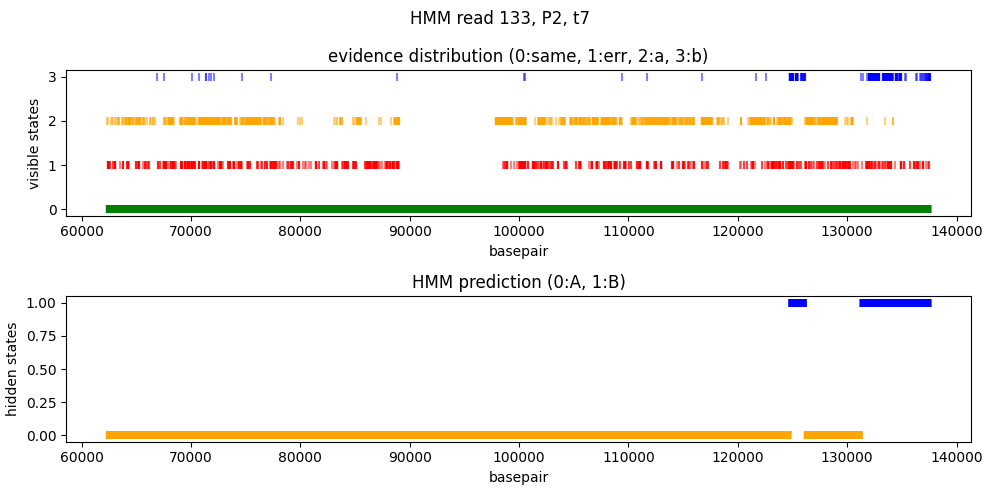 HMM read 133, P2, t7
evidence distribution (0:same, 1:err, 2:a, 3:b)
visible states
3
2
1
0
60000 70000 80000 90000 100000 110000 120000 130000 140000
basepair
HMM prediction (0:A, 1:B)
hidden states
1.00
0.75
0.50
0.25
0.00
60000 70000 80000 90000 100000 110000 120000 130000 140000
basepair